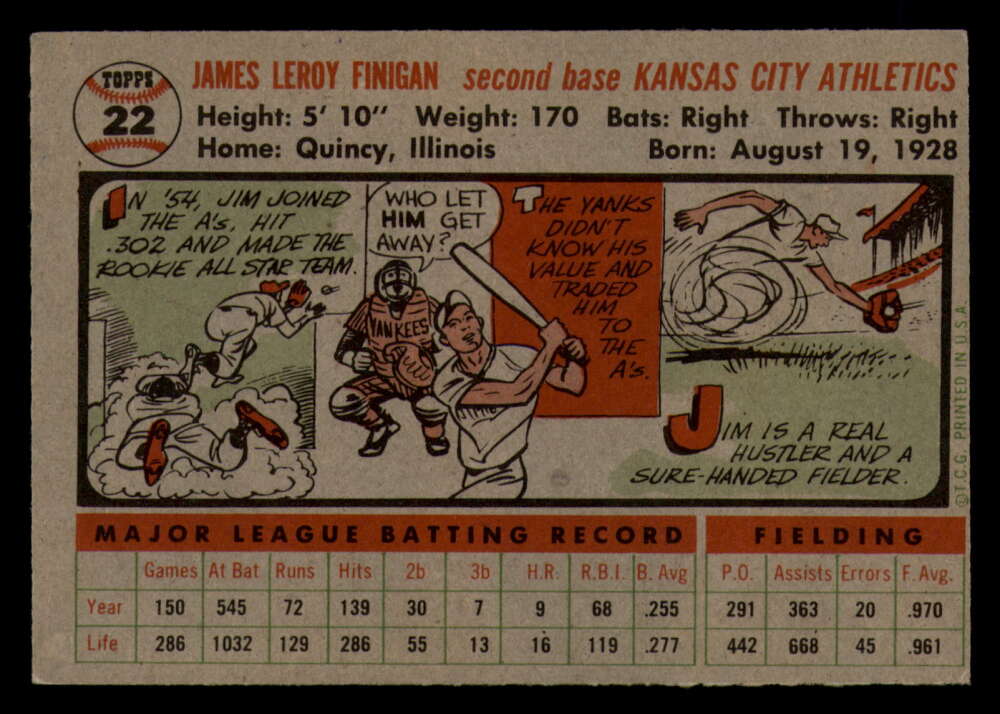 TOPPS
22
JAMES LEROY FINIGAN second base KANSAS CITY ATHLETICS
Height: 5' 10" Weight: 170 Bats: Right Throws: Right
Home: Quincy, Illinois Born: August 19, 1928
IN '54, JIM JOINED
THE A's, HIT
.302 AND MADE THE
ROOKIE ALL STAR TEAM.
WHO LET
HIM GET
AWAY?
YANKEES
THE YANKS
DIDN'T
KNOW HIS
VALUE AND
TRADED
HIM
TO
THE
A's.
JIM IS A REAL
HUSTLER AND A
SURE-HANDED FIELDER.
©T.C.G. PRINTED IN U.S.A.
MAJOR LEAGUE BATTING RECORD FIELDING
Games At Bat Runs Hits 2b 3b H.R. R.B.I. B. Avg P.O. Assists Errors F. Avg.
Year 150 545 72 139 30 7 9 68 .255 291 363 20 .970
Life 286 1032 129 286 55 13 16 119 .277 442 668 45 .961